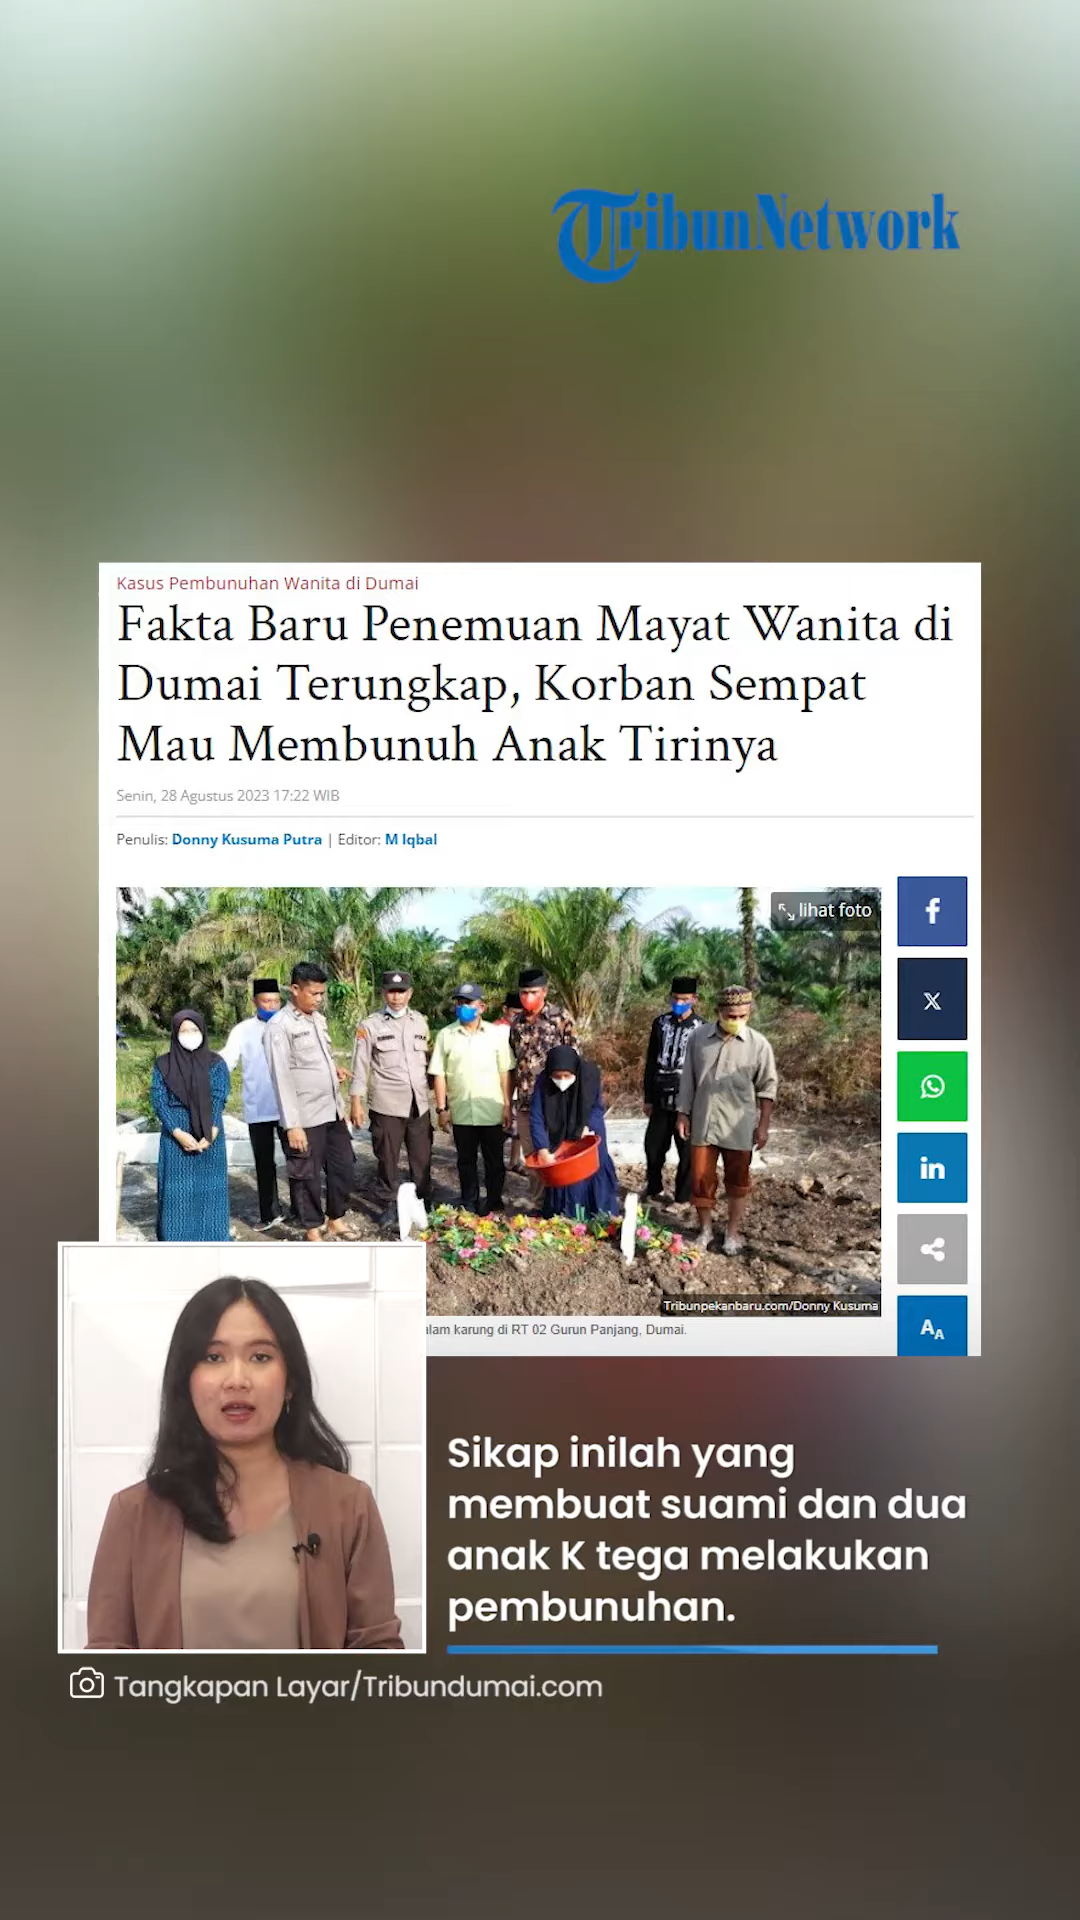 TribunNetwork
Kasus Pembunuhan Wanita di Dumai
Fakta Baru Penemuan Mayat Wanita di
Dumai Terungkap, Korban Sempat
Mau Membunuh Anak Tirinya
Senin, 28 Agustus 2023 17:22 WIB
Penulis: Donny Kusuma Putra | Editor: M Iqbal
lihat foto
Tribunpekanbaru.com/Donny Kusuma
alam karung di RT 02 Gurun Panjang, Dumai.
AA
Sikap inilah yang
membuat suami dan dua
anak K tega melakukan
pembunuhan.
Tangkapan Layar/Tribundumai.com